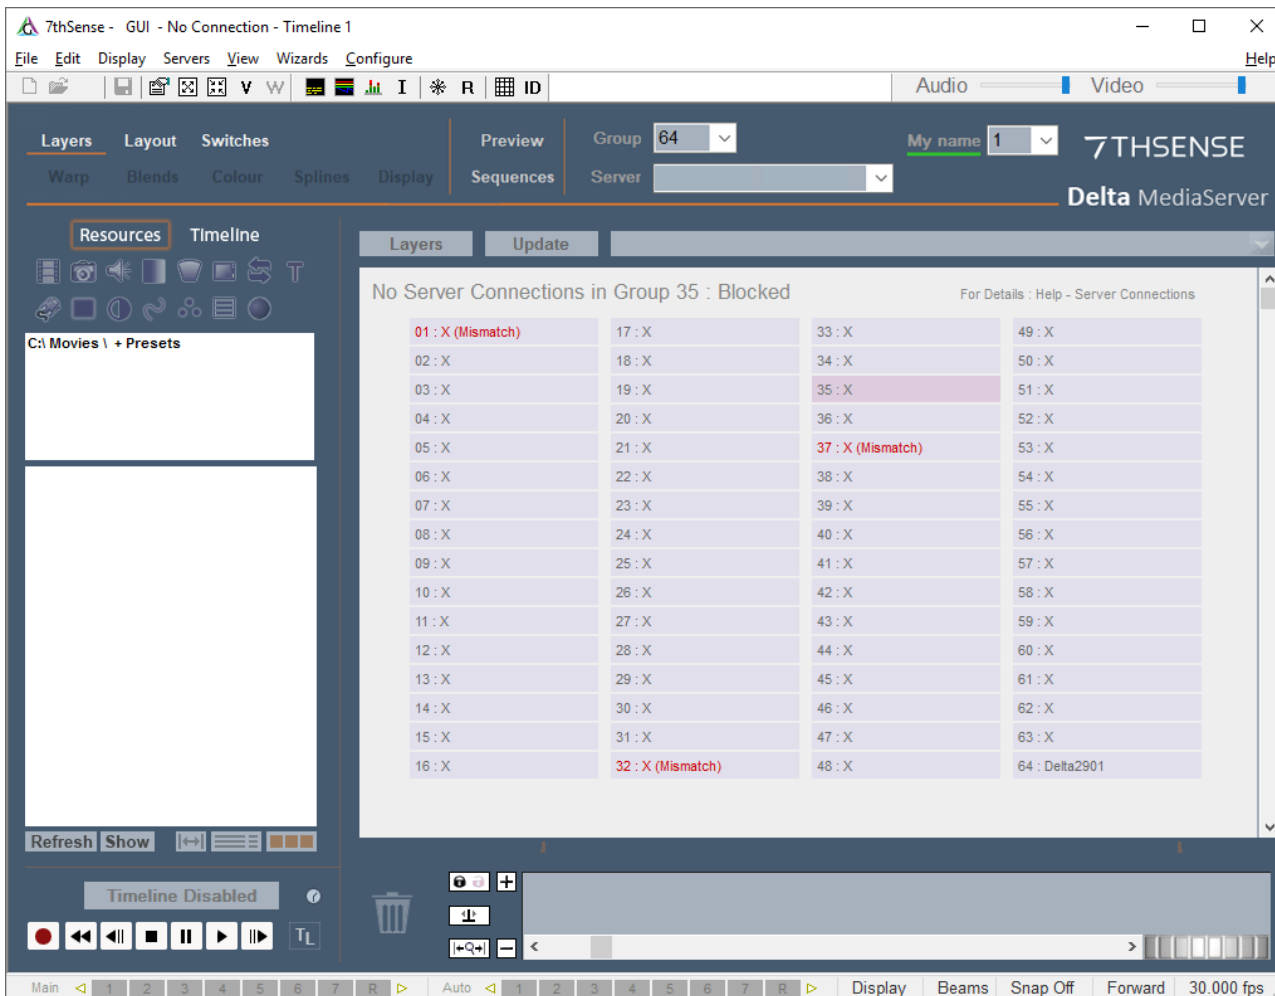 7thSense - GUI - No Connection - Timeline 1
File Edit Display Servers View Wizards Configure Help
V W I R ID Audio Video
Layers Layout Switches Preview Group 64 My name 1 7THSENSE
Warp Blends Colour Splines Display Sequences Server
Delta MediaServer
Resources Timeline
Layers Update
T
No Server Connections in Group 35 : Blocked For Details : Help - Server Connections
C:\ Movies \ + Presets
01 : X (Mismatch) 17 : X 33 : X 49 : X
02 : X 18 : X 34 : X 50 : X
03 : X 19 : X 35 : X 51 : X
04 : X 20 : X 36 : X 52 : X
05 : X 21 : X 37 : X (Mismatch) 53 : X
06 : X 22 : X 38 : X 54 : X
07 : X 23 : X 39 : X 55 : X
08 : X 24 : X 40 : X 56 : X
09 : X 25 : X 41 : X 57 : X
10 : X 26 : X 42 : X 58 : X
11 : X 27 : X 43 : X 59 : X
12 : X 28 : X 44 : X 60 : X
13 : X 29 : X 45 : X 61 : X
14 : X 30 : X 46 : X 62 : X
15 : X 31 : X 47 : X 63 : X
16 : X 32 : X (Mismatch) 48 : X 64 : Delta2901
Refresh Show
Timeline Disabled
TL
Main 1 2 3 4 5 6 7 R Auto 1 2 3 4 5 6 7 R Display Beams Snap Off Forward 30.000 fps